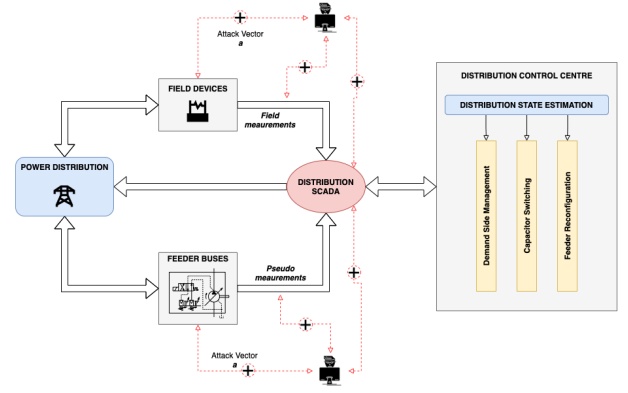 Attack Vector
a
FIELD DEVICES
Field
meaurements
POWER DISTRIBUTION
DISTRIBUTION
SCADA
FEEDER BUSES
Pseudo
meaurements
Attack Vector
a
DISTRIBUTION CONTROL CENTRE
DISTRIBUTION STATE ESTIMATION
Demand Side Management
Capacitor Switching
Feeder Reconfiguration